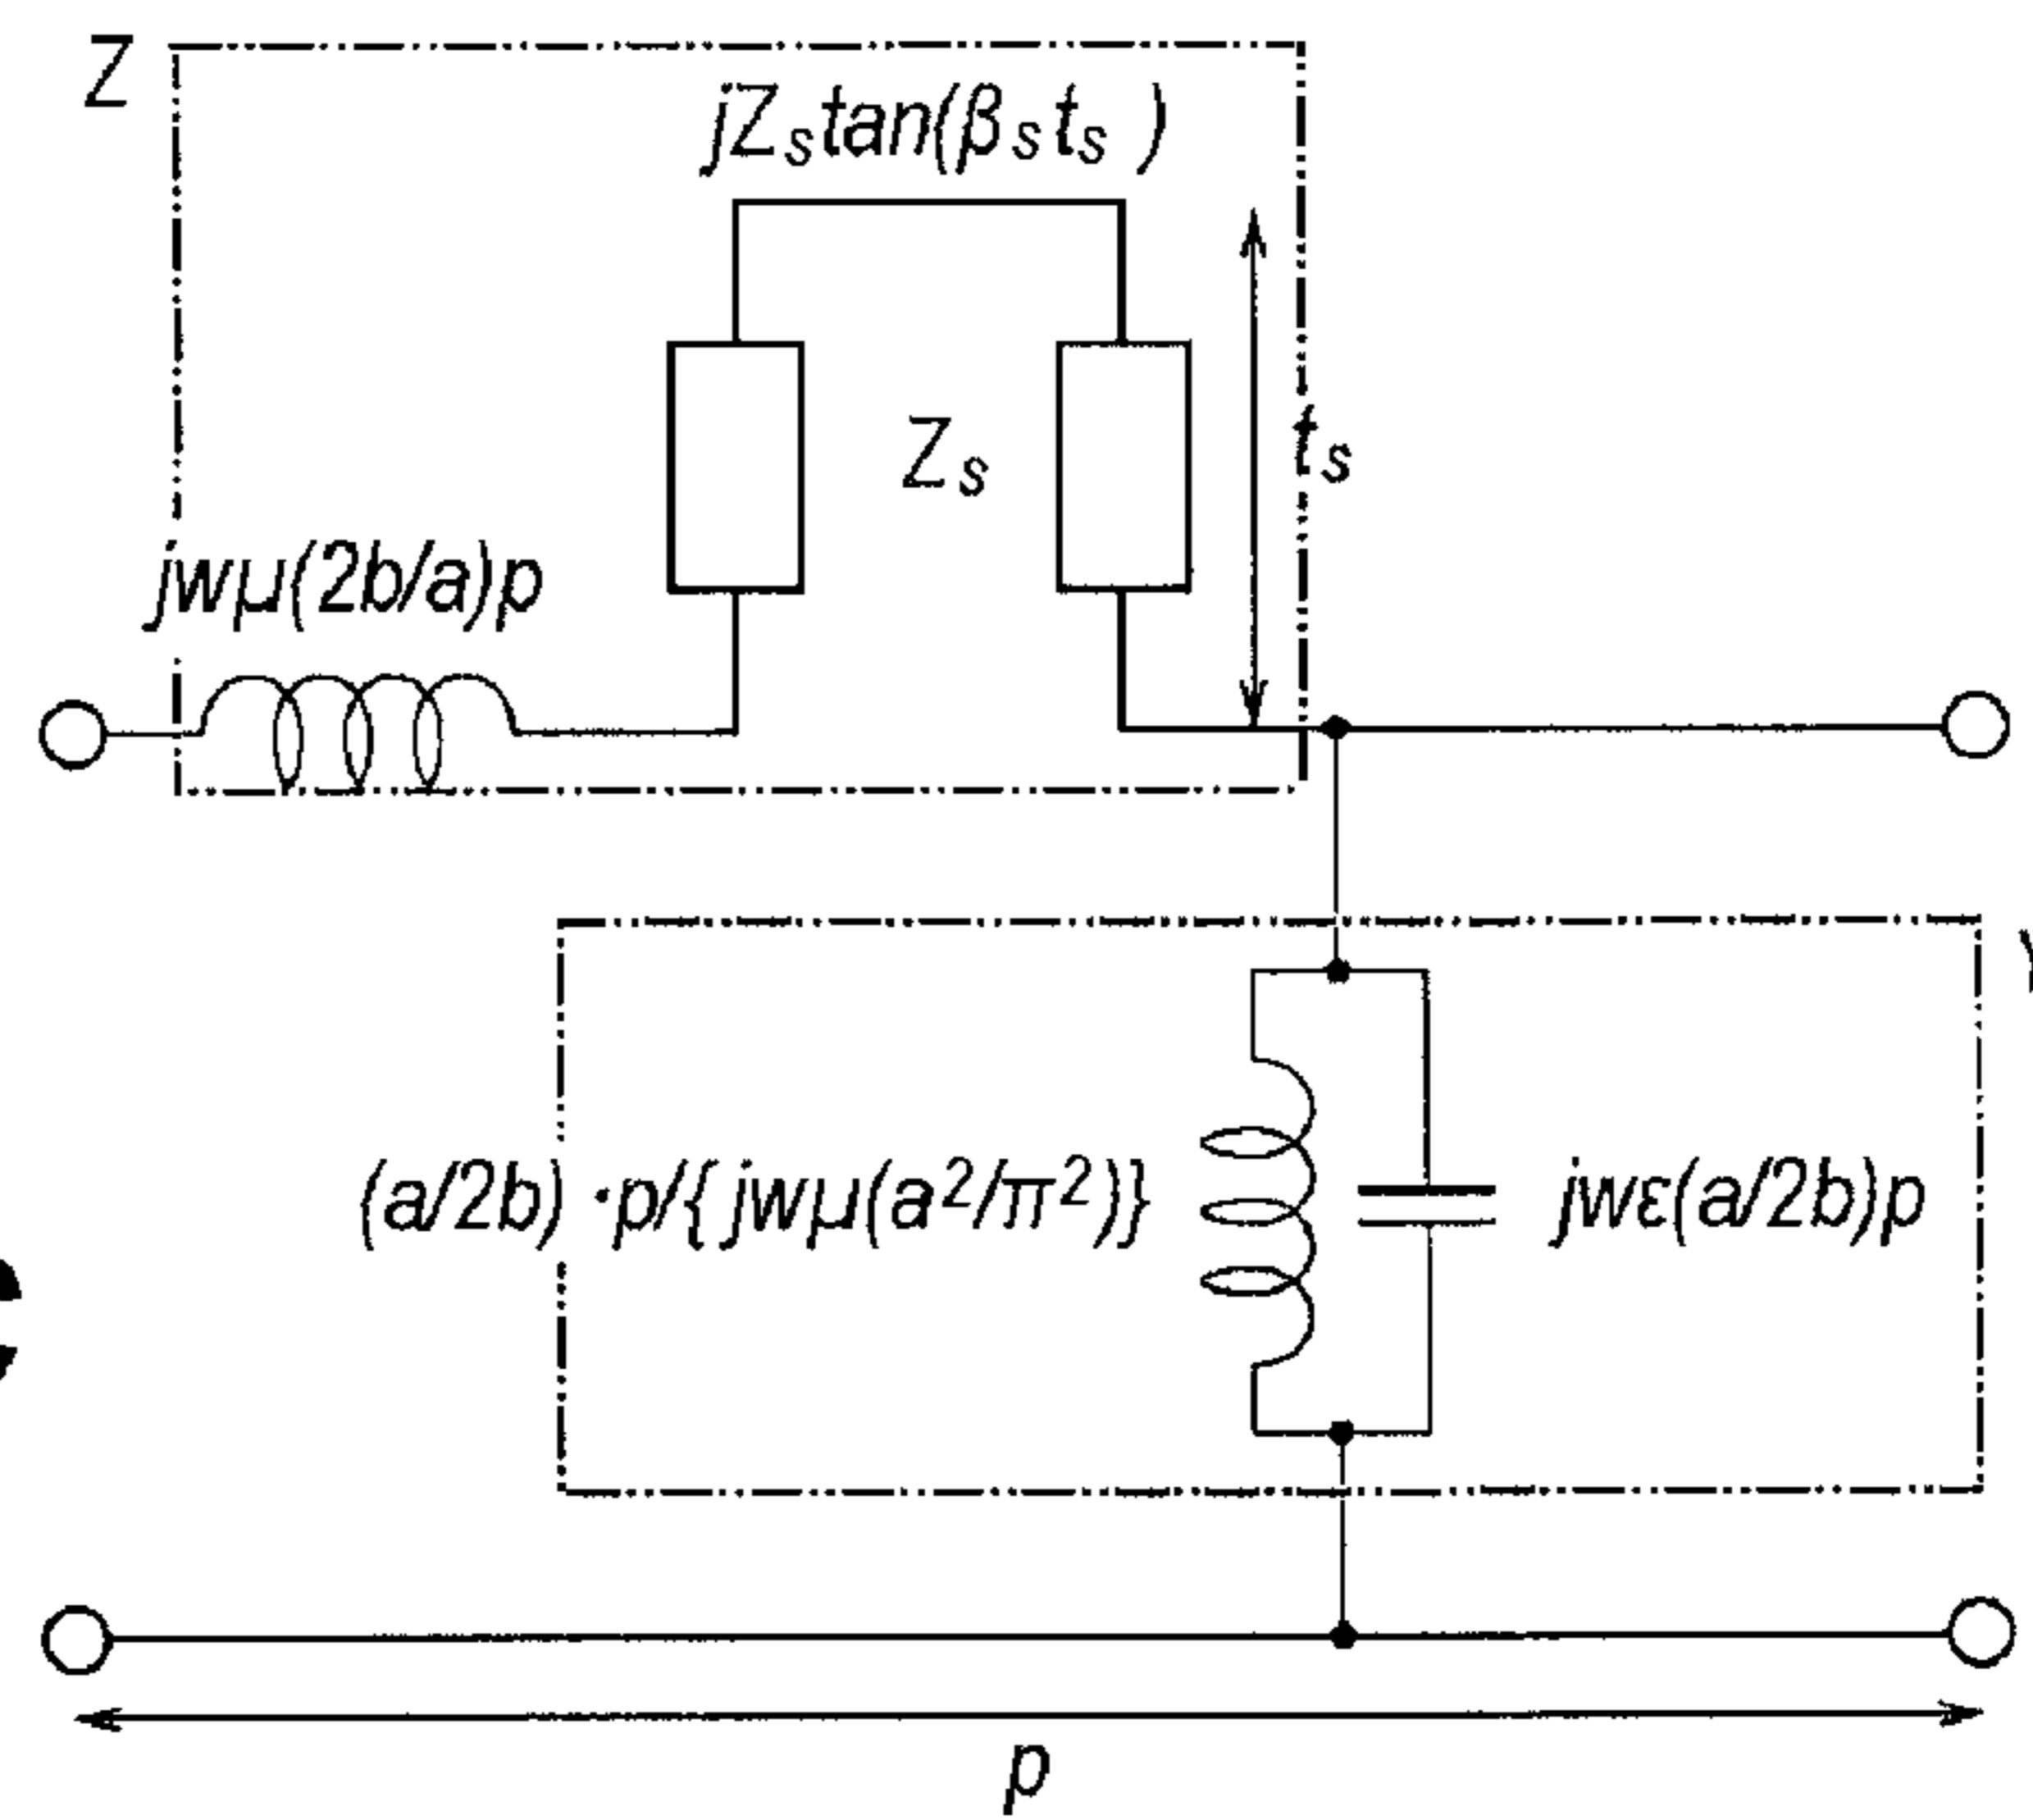 Z
jZₛtan(βₛtₛ )
Zₛ
tₛ
jwμ(2b/a)p
(a/2b) ·p/{ jwμ(a²/π²)}
jwε(a/2b)p
p